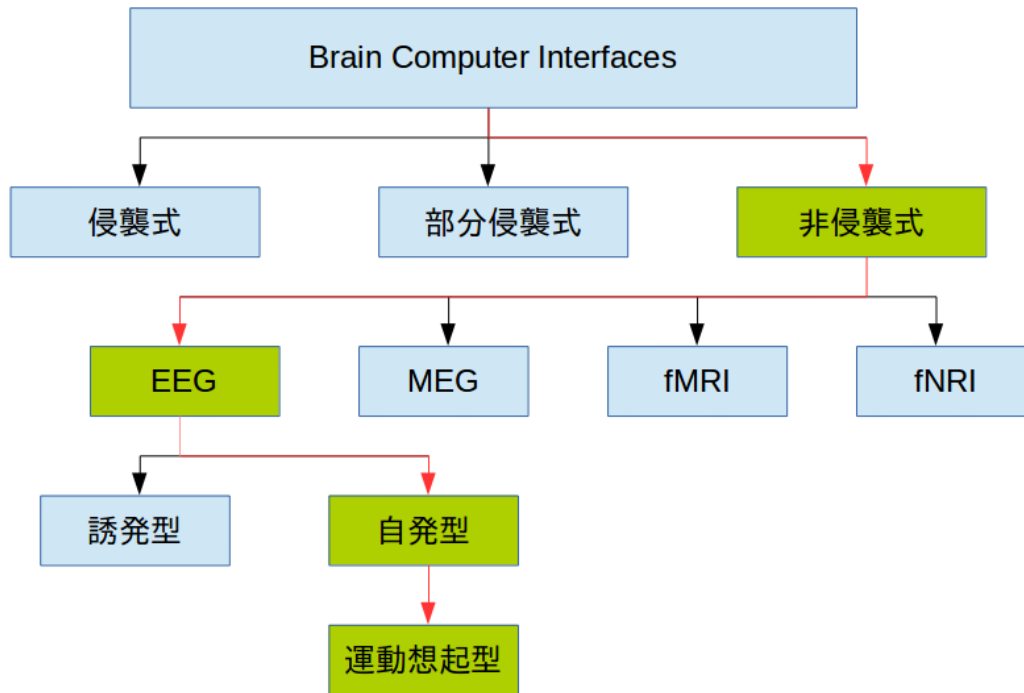 Brain Computer Interfaces
侵襲式
部分侵襲式
非侵襲式
EEG
MEG
fMRI
fNRI
誘発型
自発型
運動想起型